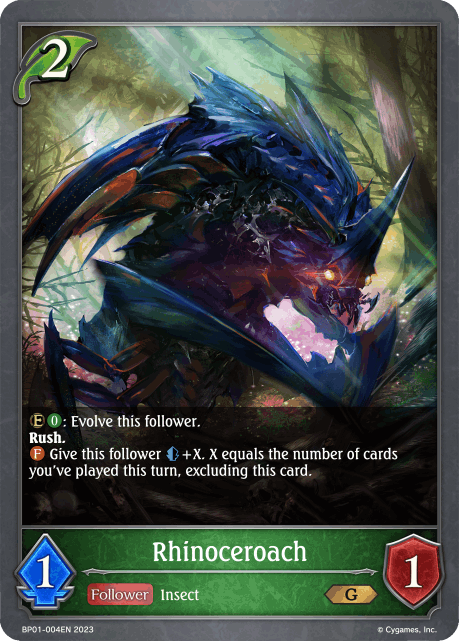 2
E 0 : Evolve this follower.
Rush.
F Give this follower +X. X equals the number of cards
you've played this turn, excluding this card.
Rhinoceroach
1 Follower Insect G 1
BP01-004EN 2023 © Cygames, Inc.